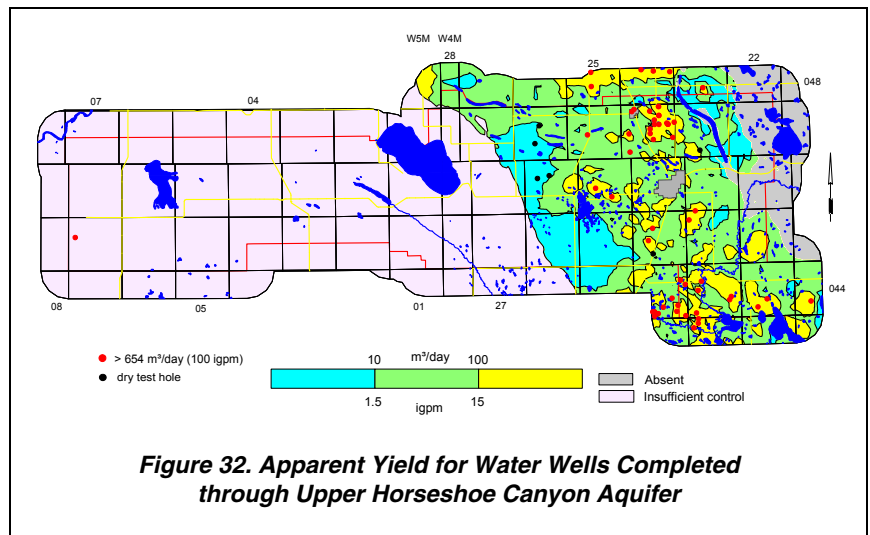 W5M W4M
28
25
22
048
07
04
044
08
05
01
27
> 654 m³/day (100 igpm)
dry test hole
10 m³/day 100
1.5 igpm 15
Absent
Insufficient control
Figure 32. Apparent Yield for Water Wells Completed
through Upper Horseshoe Canyon Aquifer